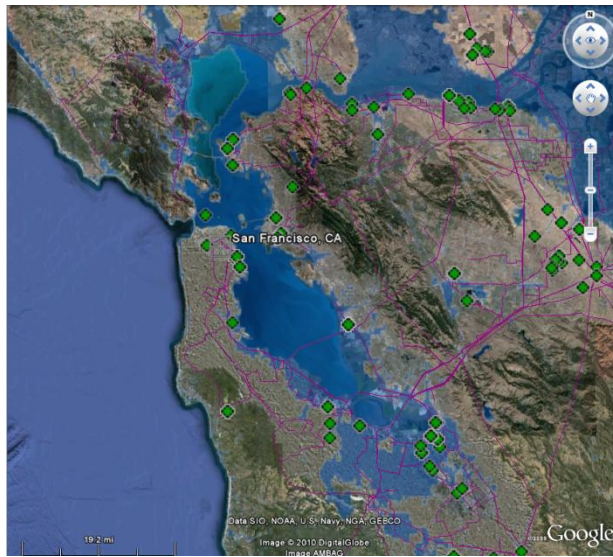 N
San Francisco, CA
Data SIO, NOAA, U.S. Navy, NGA, GEBCO
19.2 mi
Image © 2010 DigitalGlobe
Image AMBAG
Google